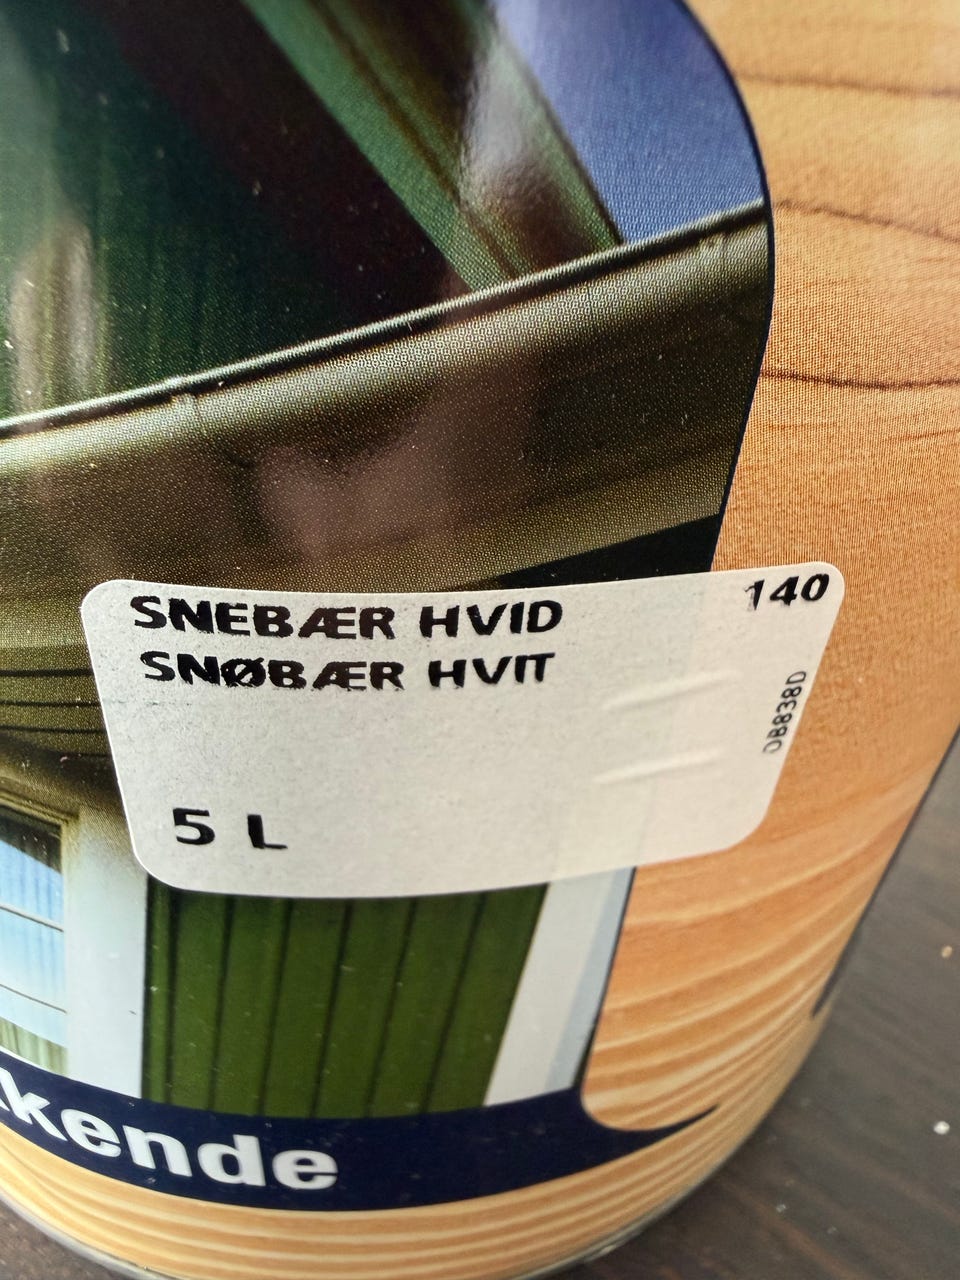 SNEBÆR HVID 140
SNØBÆR HVIT
DB838D
5 L
kende